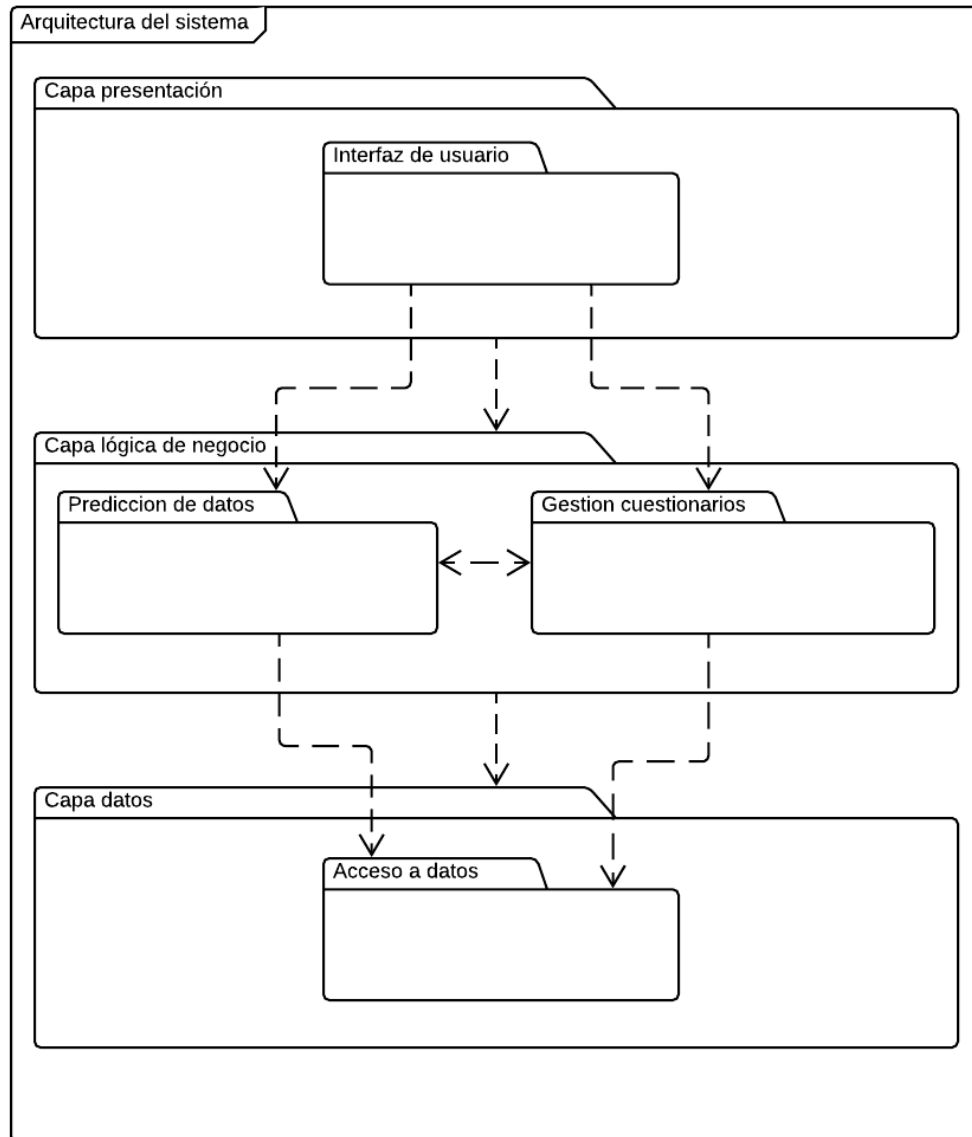 Arquitectura del sistema
Capa presentación
Interfaz de usuario
Capa lógica de negocio
Prediccion de datos
Gestion cuestionarios
Capa datos
Acceso a datos